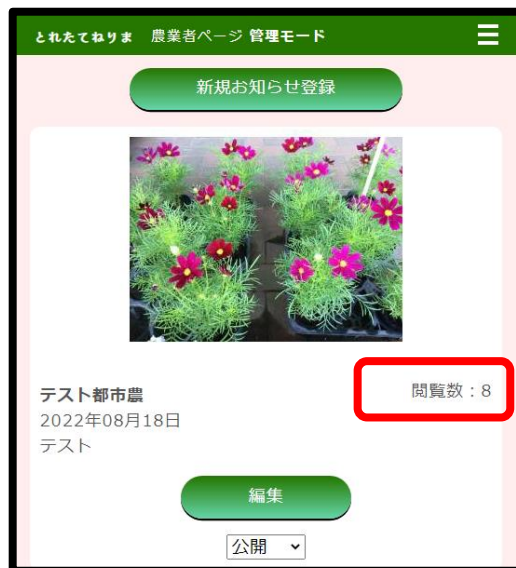 とれたてねりま 農業者ページ 管理モード
新規お知らせ登録
閲覧数:8
テスト都市農
2022年08月18日
テスト
編集
公開